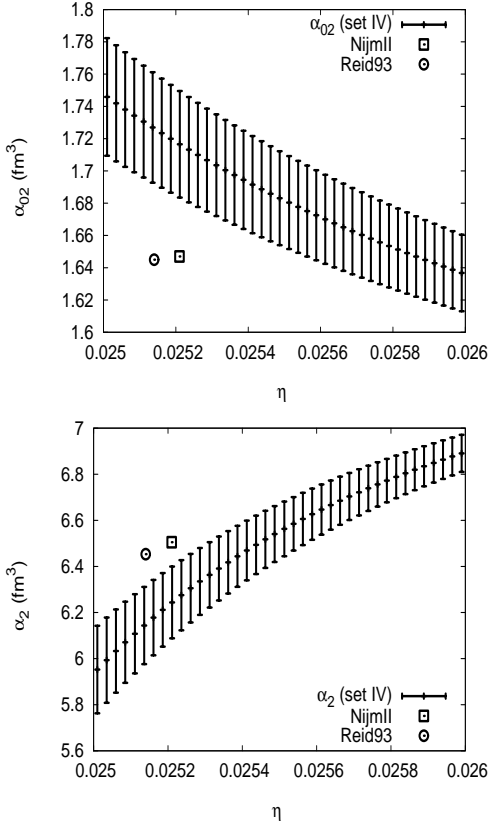 1.8
1.78
1.76
1.74
1.72
1.7
1.68
1.66
1.64
1.62
1.6
α02 (fm3)
α02 (set IV)
NijmII
Reid93
0.025 0.0252 0.0254 0.0256 0.0258 0.026
η
7
6.8
6.6
6.4
6.2
6
5.8
5.6
α2 (fm3)
α2 (set IV)
NijmII
Reid93
0.025 0.0252 0.0254 0.0256 0.0258 0.026
η